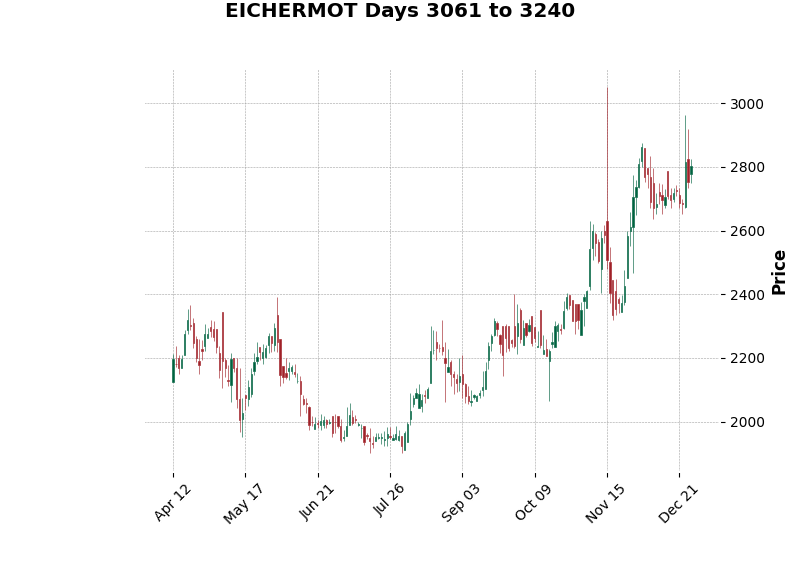 EICHERMOT Days 3061 to 3240
3000
2800
2600
2400
2200
2000
Price
Apr 12
May 17
Jun 21
Jul 26
Sep 03
Oct 09
Nov 15
Dec 21